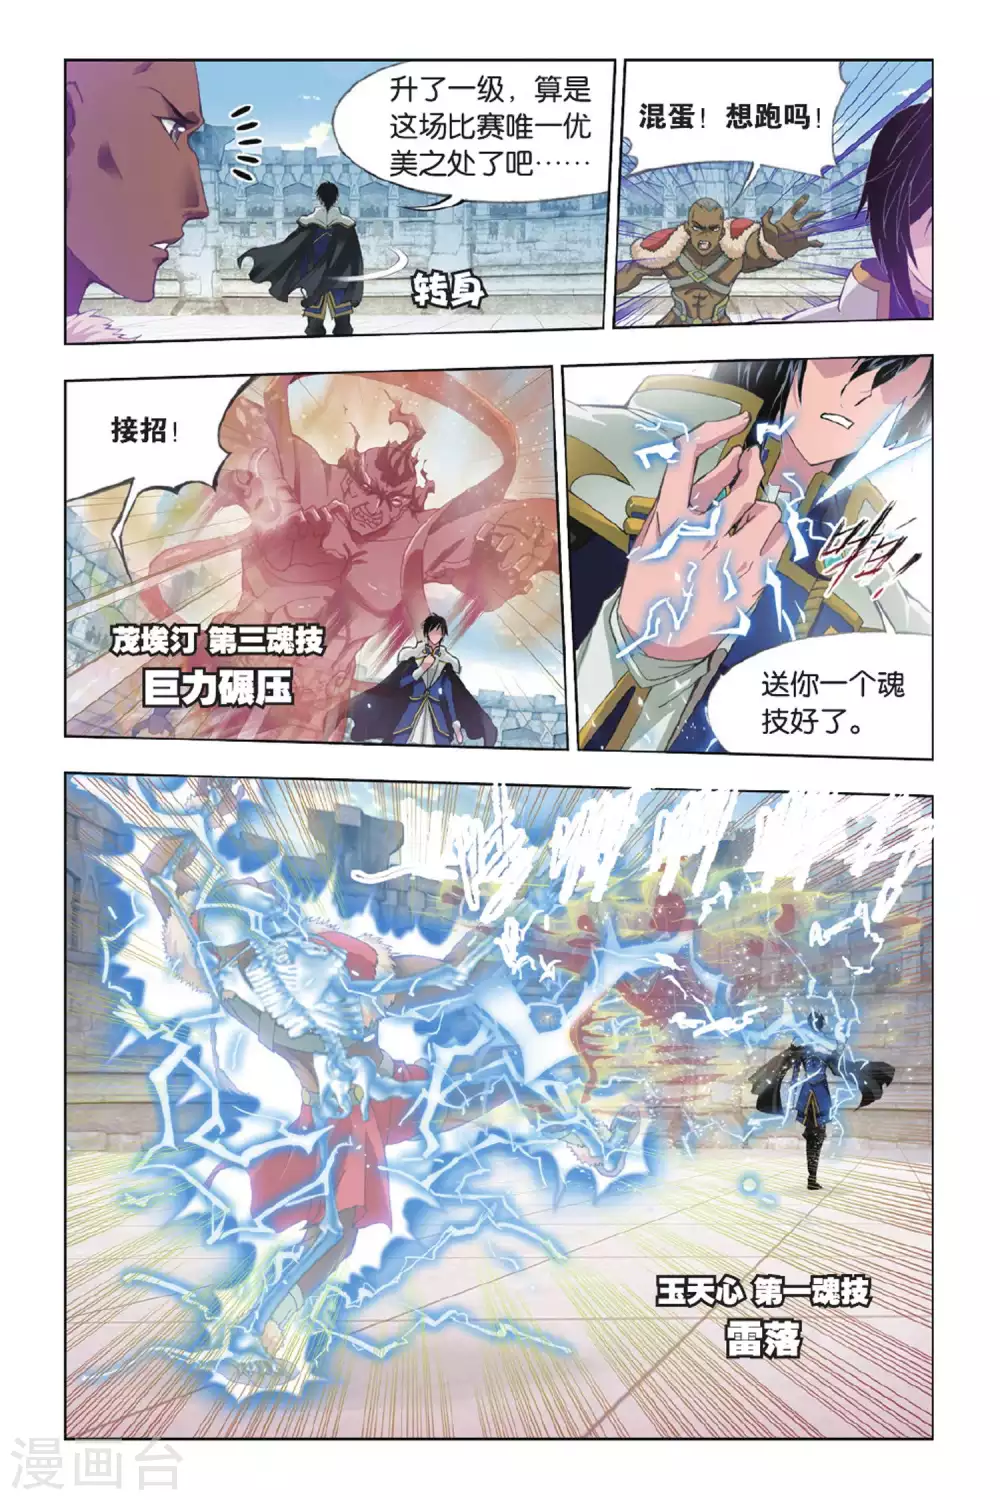 升了一级，算是
这场比赛唯一优
美之处了吧……
转身
混蛋！想跑吗！
接招！
茂埃汀 第三魂技
巨力碾压
送你一个魂
技好了。
玉天心 第一魂技
雷落
漫画台